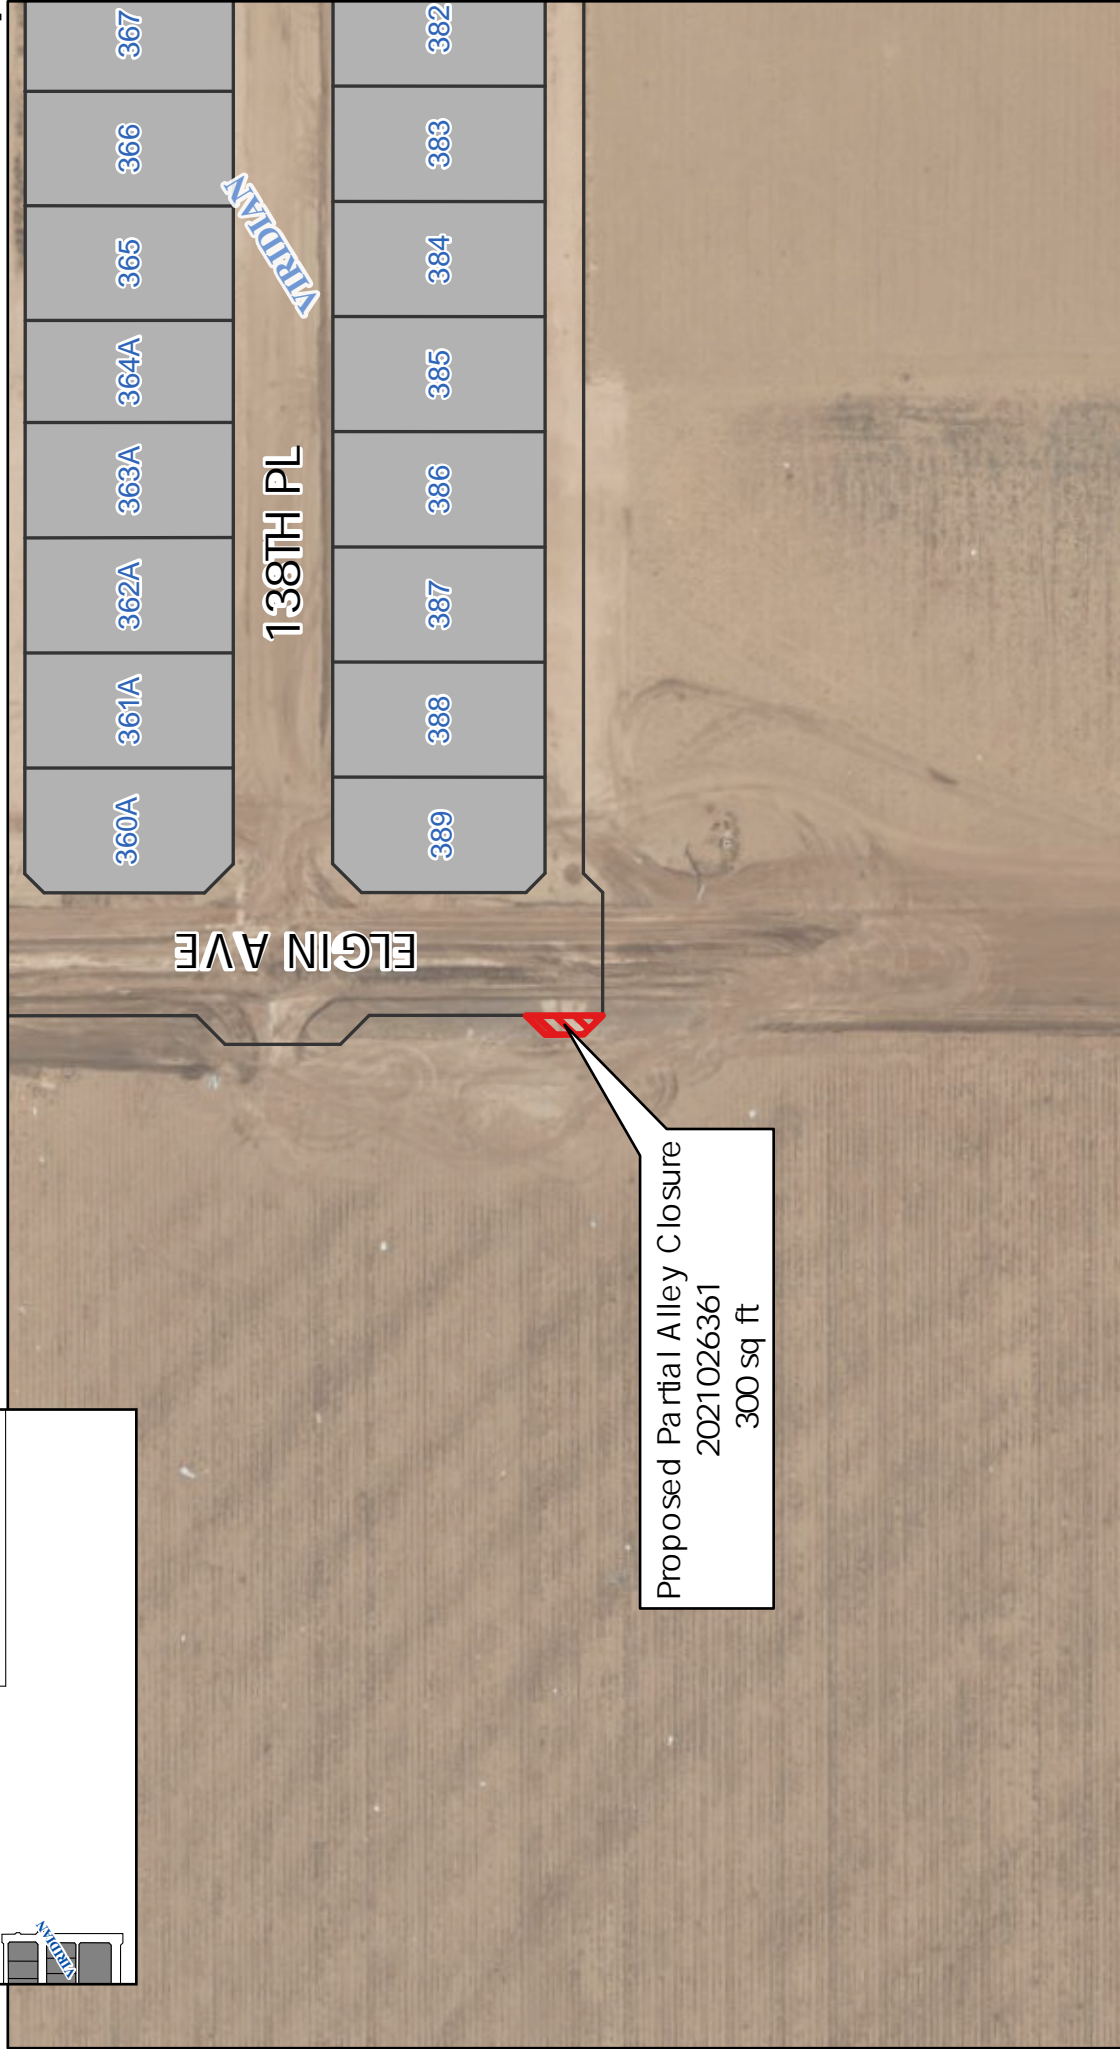 367
366
365
364A
363A
362A
361A
360A
382
383
384
385
386
387
388
389
VIRIDIAN
138TH PL
ELGIN AVE
Proposed Partial Alley Closure
2021026361
300 sq ft
VIRIDIAN